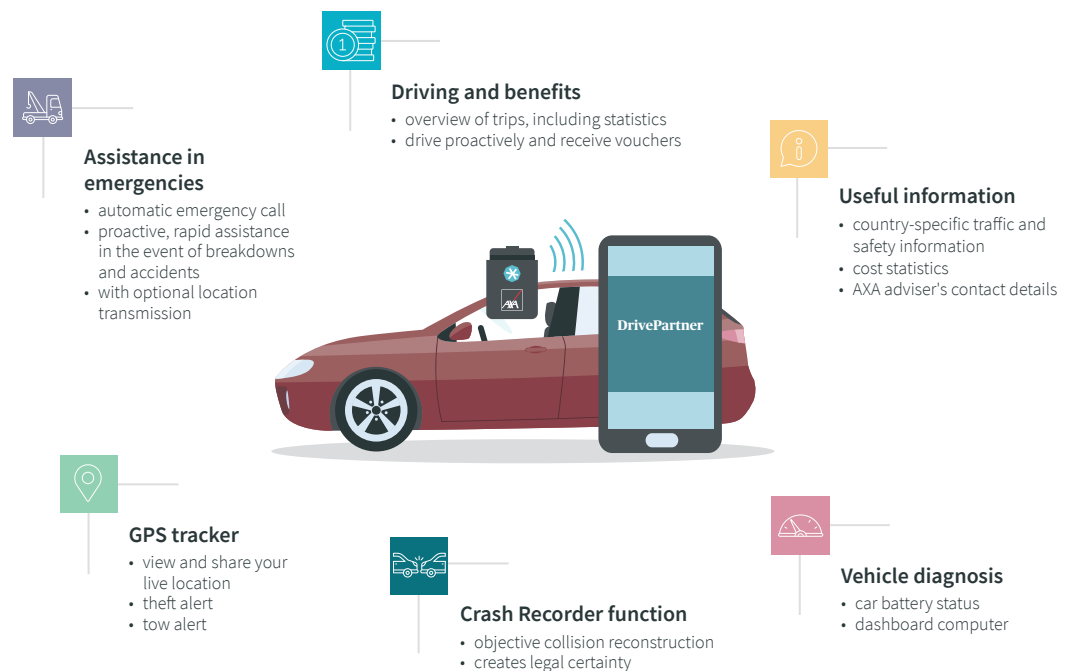 1
Driving and benefits
• overview of trips, including statistics
• drive proactively and receive vouchers
Assistance in
emergencies
• automatic emergency call
• proactive, rapid assistance
in the event of breakdowns
and accidents
• with optional location
transmission
i
Useful information
• country-specific traffic and
safety information
• cost statistics
• AXA adviser's contact details
AXA
DrivePartner
GPS tracker
• view and share your
live location
• theft alert
• tow alert
Crash Recorder function
• objective collision reconstruction
• creates legal certainty
Vehicle diagnosis
• car battery status
• dashboard computer